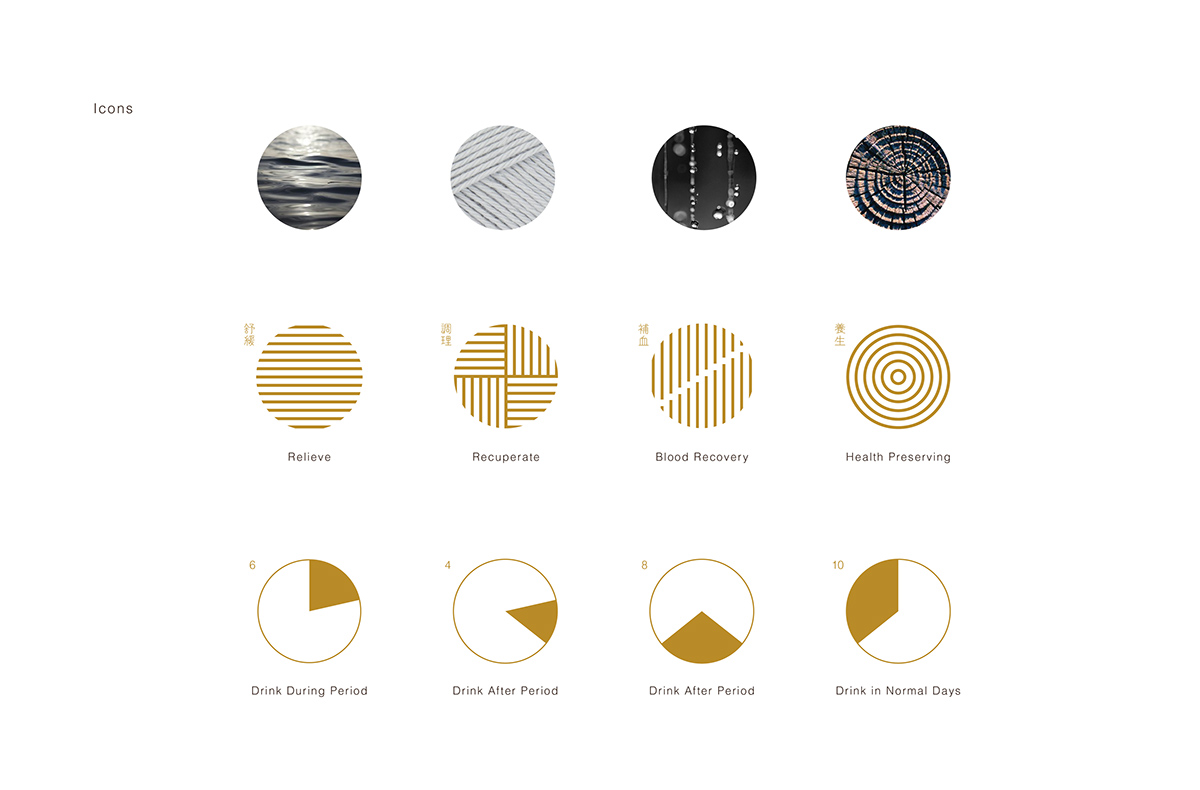 Icons
舒緩
調理
補血
養生
Relieve
Recuperate
Blood Recovery
Health Preserving
6
4
8
10
Drink During Period
Drink After Period
Drink After Period
Drink in Normal Days